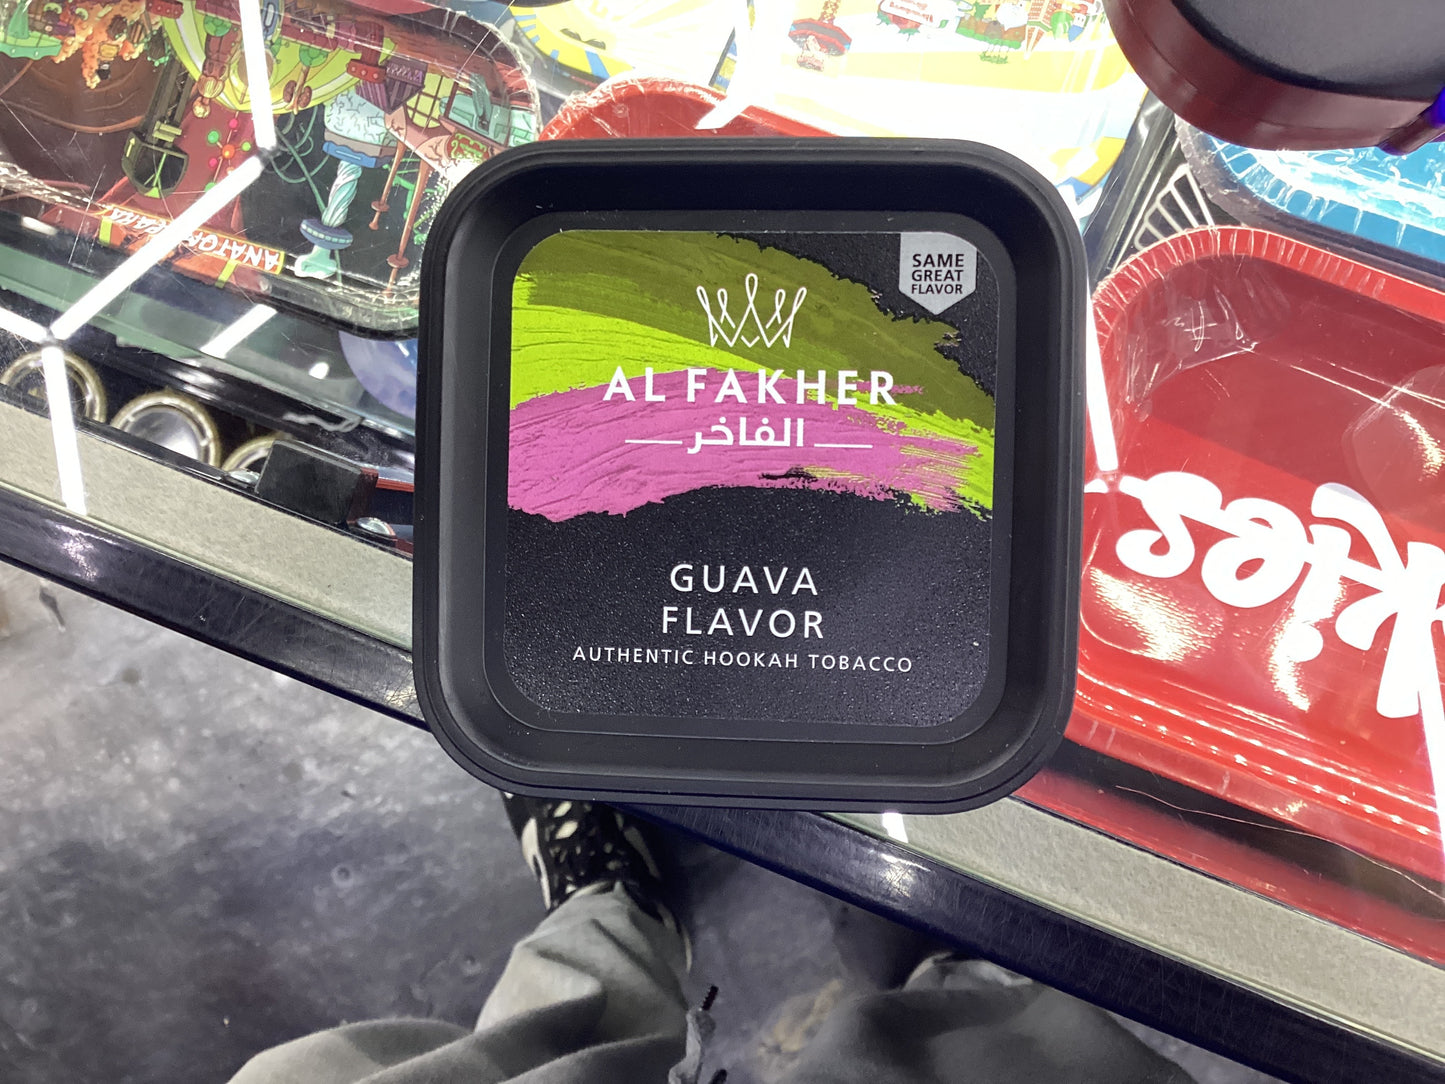 SAME
GREAT
FLAVOR
AL FAKHER
الفاخر
GUAVA
FLAVOR
AUTHENTIC HOOKAH TOBACCO